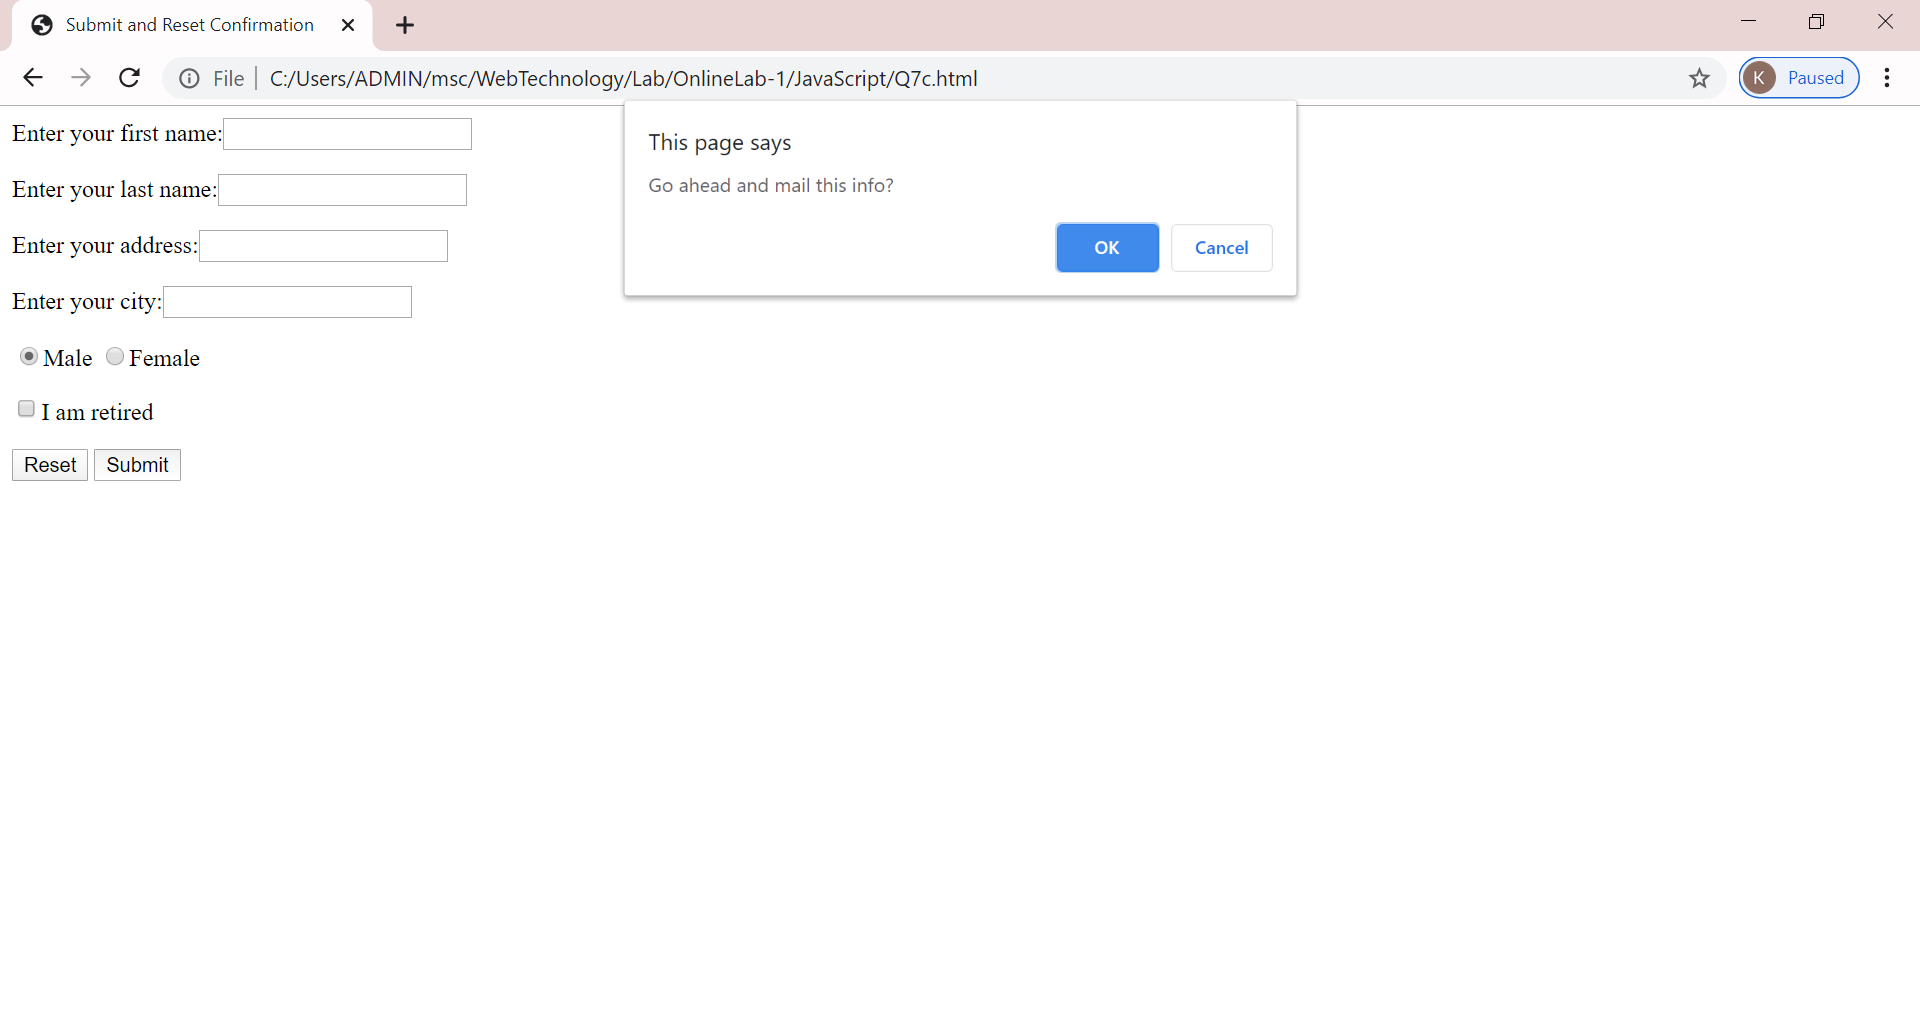 Submit and Reset Confirmation
File C:/Users/ADMIN/msc/WebTechnology/Lab/OnlineLab-1/JavaScript/Q7c.html K Paused
This page says
Go ahead and mail this info?
OK Cancel
Enter your first name:
Enter your last name:
Enter your address:
Enter your city:
Male Female
I am retired
Reset Submit